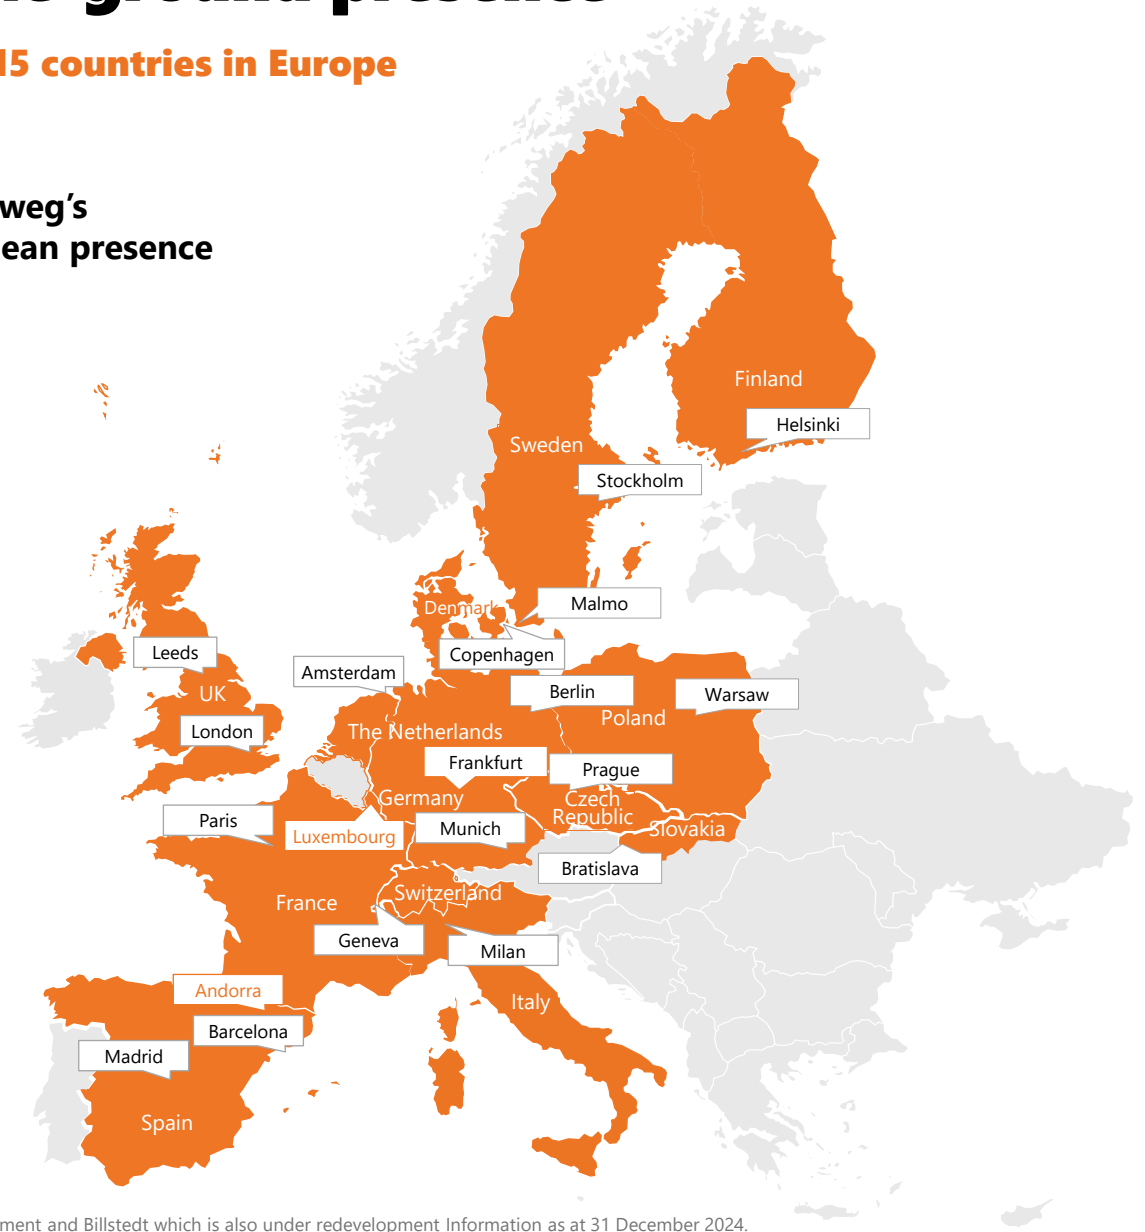 ground presence
15 countries in Europe
weg’s
ean presence
Finland
Helsinki
Sweden
Stockholm
Denmark
Malmo
Leeds
Copenhagen
Amsterdam
Berlin
Warsaw
UK
London
Poland
The Netherlands
Frankfurt
Prague
Germany
Czech
Republic
Paris
Luxembourg
Munich
Slovakia
Bratislava
Switzerland
France
Geneva
Milan
Andorra
Italy
Barcelona
Madrid
Spain
ment and Billstedt which is also under redevelopment Information as at 31 December 2024.